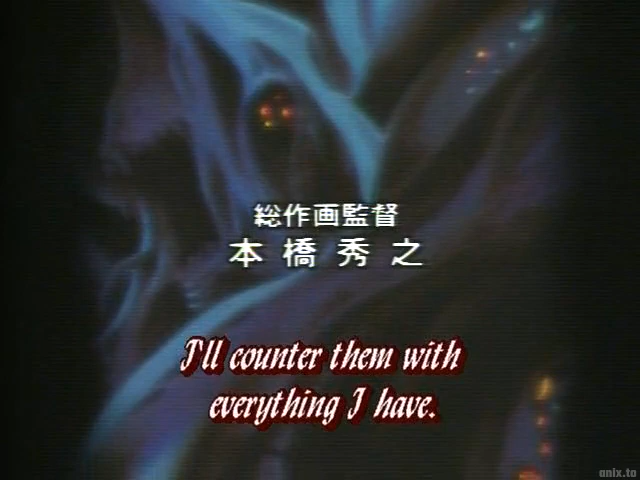 総作画監督
本橋秀之
I'll counter them with
everything I have.
anix.to